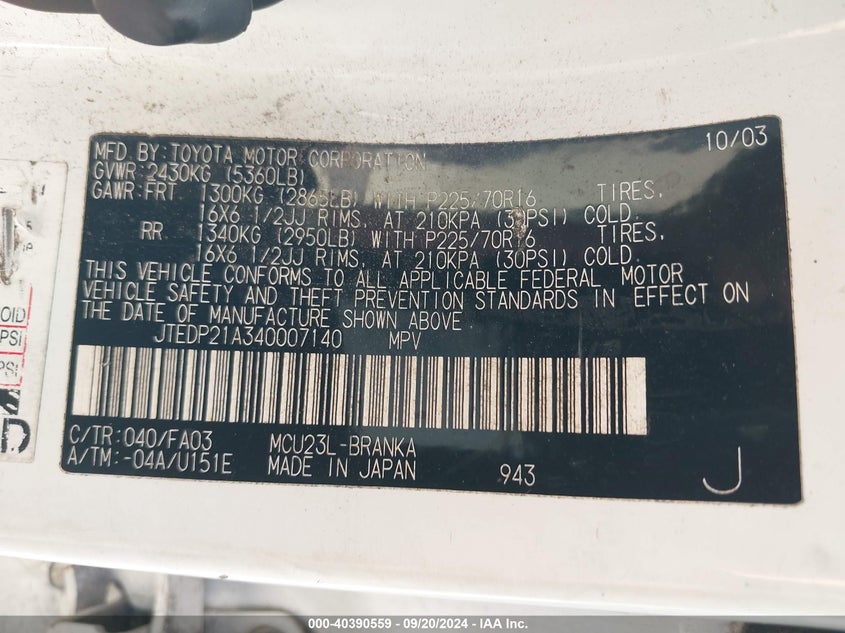 MFD BY: TOYOTA MOTOR CORPORATION 10/03
GVWR: 2430KG (5360LB)
GAWR: FRT 1300KG (2865LB) WITH P225/70R16 TIRES,
16X6 1/2JJ RIMS, AT 210KPA (30PSI) COLD.
RR 1340KG (2950LB) WITH P225/70R16 TIRES,
16X6 1/2JJ RIMS, AT 210KPA (30PSI) COLD.
THIS VEHICLE CONFORMS TO ALL APPLICABLE FEDERAL MOTOR
VEHICLE SAFETY AND THEFT PREVENTION STANDARDS IN EFFECT ON
THE DATE OF MANUFACTURE SHOWN ABOVE
JTEDP21A340007140 MPV
C/TR: 040/FA03 MCU23L-BRANKA
A/TM: -04A/U151E MADE IN JAPAN 943 J
OID
PSI
PSI
D
000-40390559 - 09/20/2024 - IAA Inc.